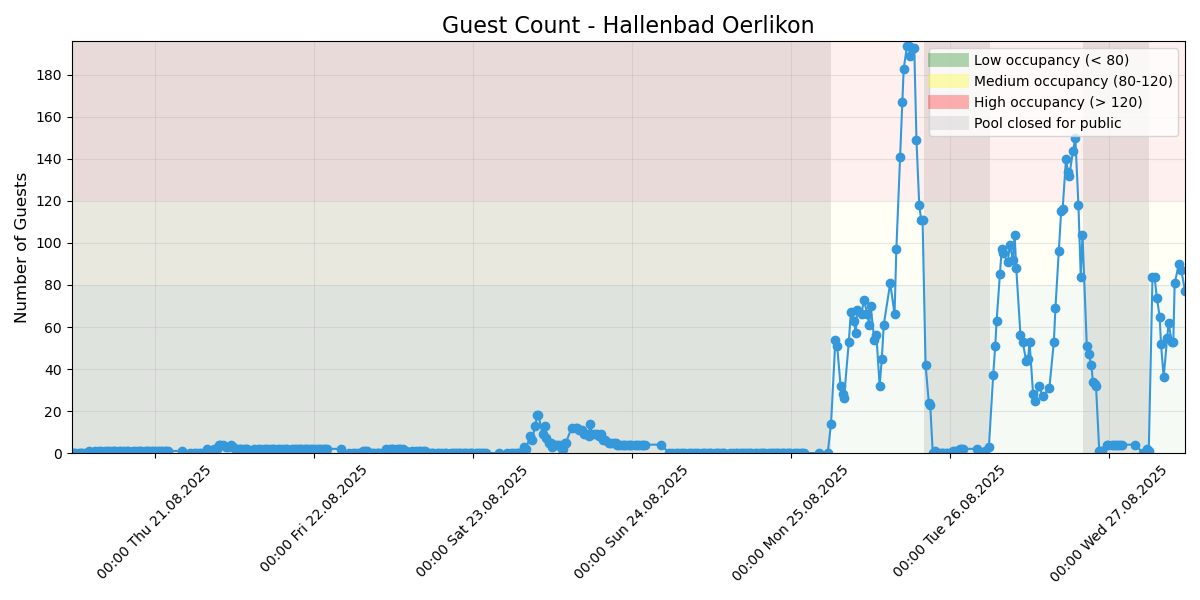 Guest Count - Hallenbad Oerlikon
Number of Guests
180
160
140
120
100
80
60
40
20
0
Low occupancy (< 80)
Medium occupancy (80-120)
High occupancy (> 120)
Pool closed for public
00:00 Thu 21.08.2025
00:00 Fri 22.08.2025
00:00 Sat 23.08.2025
00:00 Sun 24.08.2025
00:00 Mon 25.08.2025
00:00 Tue 26.08.2025
00:00 Wed 27.08.2025